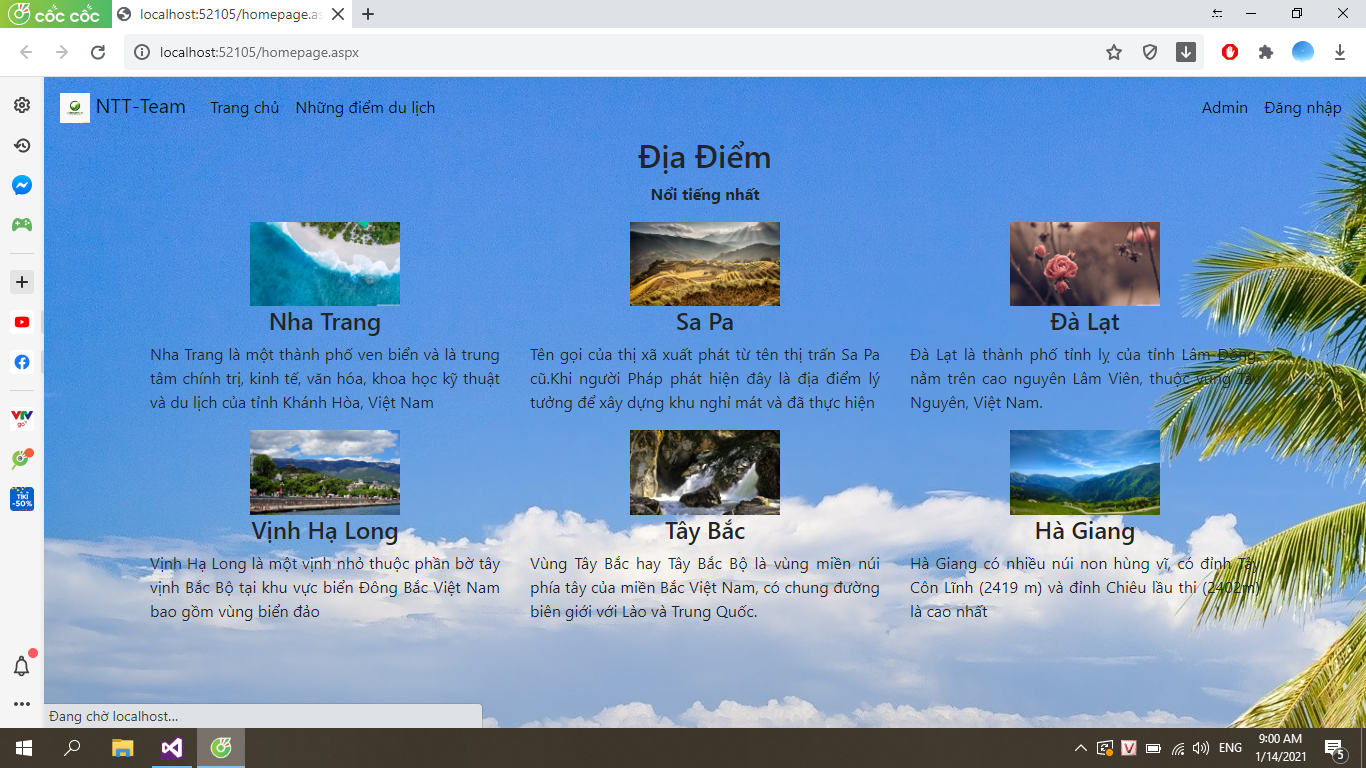 cốc cốc
localhost:52105/homepage.as
localhost:52105/homepage.aspx
NTT-Team
Trang chủ
Những điểm du lịch
Admin
Đăng nhập
Địa Điểm
Nổi tiếng nhất
Nha Trang
Nha Trang là một thành phố ven biển và là trung
tâm chính trị, kinh tế, văn hóa, khoa học kỹ thuật
và du lịch của tỉnh Khánh Hòa, Việt Nam
Sa Pa
Tên gọi của thị xã xuất phát từ tên thị trấn Sa Pa
cũ.Khi người Pháp phát hiện đây là địa điểm lý
tưởng để xây dựng khu nghỉ mát và đã thực hiện
Đà Lạt
Đà Lạt là thành phố tỉnh lỵ của tỉnh Lâm Đồng,
nằm trên cao nguyên Lâm Viên, thuộc vùng Tây
Nguyên, Việt Nam.
Vịnh Hạ Long
Vịnh Hạ Long là một vịnh nhỏ thuộc phần bờ tây
vịnh Bắc Bộ tại khu vực biển Đông Bắc Việt Nam
bao gồm vùng biển đảo
Tây Bắc
Vùng Tây Bắc hay Tây Bắc Bộ là vùng miền núi
phía tây của miền Bắc Việt Nam, có chung đường
biên giới với Lào và Trung Quốc.
Hà Giang
Hà Giang có nhiều núi non hùng vĩ, có đỉnh Tây
Côn Lĩnh (2419 m) và đỉnh Chiêu lầu thi (2402m)
là cao nhất
VTV
go
TIKI
-50%
Đang chờ localhost...
V
ENG
9:00 AM
1/14/2021
5